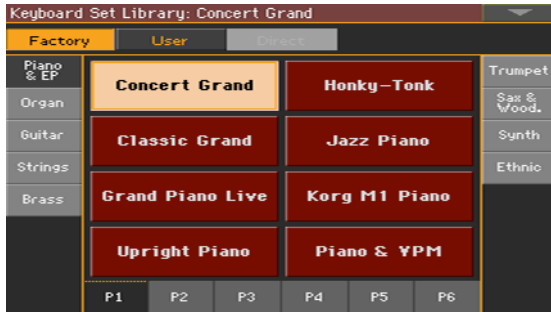 Keyboard Set Library: Concert Grand
Factory
User
Direct
Piano
& EP
Organ
Guitar
Strings
Brass
Concert Grand
Honky-Tonk
Classic Grand
Jazz Piano
Grand Piano Live
Korg M1 Piano
Upright Piano
Piano & VPM
Trumpet
Sax &
Wood.
Synth
Ethnic
P1
P2
P3
P4
P5
P6